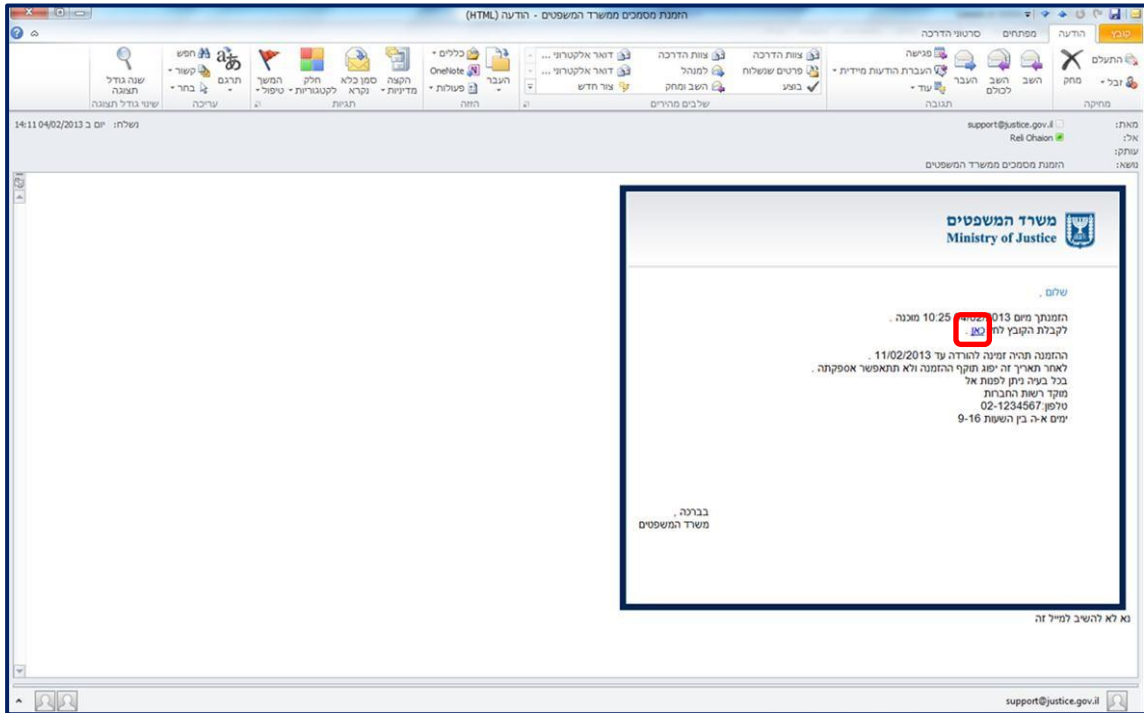 הזמנת מסמכים ממשרד המשפטים - הודעה (HTML)
קובץ הודעה מפתחים סרטוני הדרכה
התעלם
זבל
מחק
מחיקה
השב
השב לכולם
העבר
פגישה
העברת הודעות מיידית
עוד
תגובה
צוות הדרכה
פרטים שנשלחו
בוצע
צוות הדרכה
למנהל
השב ומחק
דואר אלקטרוני ...
דואר אלקטרוני ...
צור חדש
שלבים מהירים
העבר
כללים
OneNote
פעולות
הזזה
הקצה מדיניות
סמן כלא נקרא
חלק לקטגוריות
המשך טיפול
תגיות
תרגם
חפש
קשור
בחר
עריכה
שנה גודל תצוגה
שינוי גודל תצוגה
מאת: support@justice.gov.il
נשלח: יום ב 04/02/2013 14:11
אל: Reli Ohaion
עותק:
נושא: הזמנת מסמכים ממשרד המשפטים
משרד המשפטים
Ministry of Justice
שלום ,
הזמנתך מיום 04/02/2013 10:25 מוכנה .
לקבלת הקובץ לחץ כאן .
ההזמנה תהיה זמינה להורדה עד 11/02/2013 .
לאחר תאריך זה יפוג תוקף ההזמנה ולא תתאפשר אספקתה .
בכל בעיה ניתן לפנות אל
מוקד רשות החברות
טלפון:02-1234567
ימים א-ה בין השעות 9-16
בברכה ,
משרד המשפטים
נא לא להשיב למייל זה
support@justice.gov.il